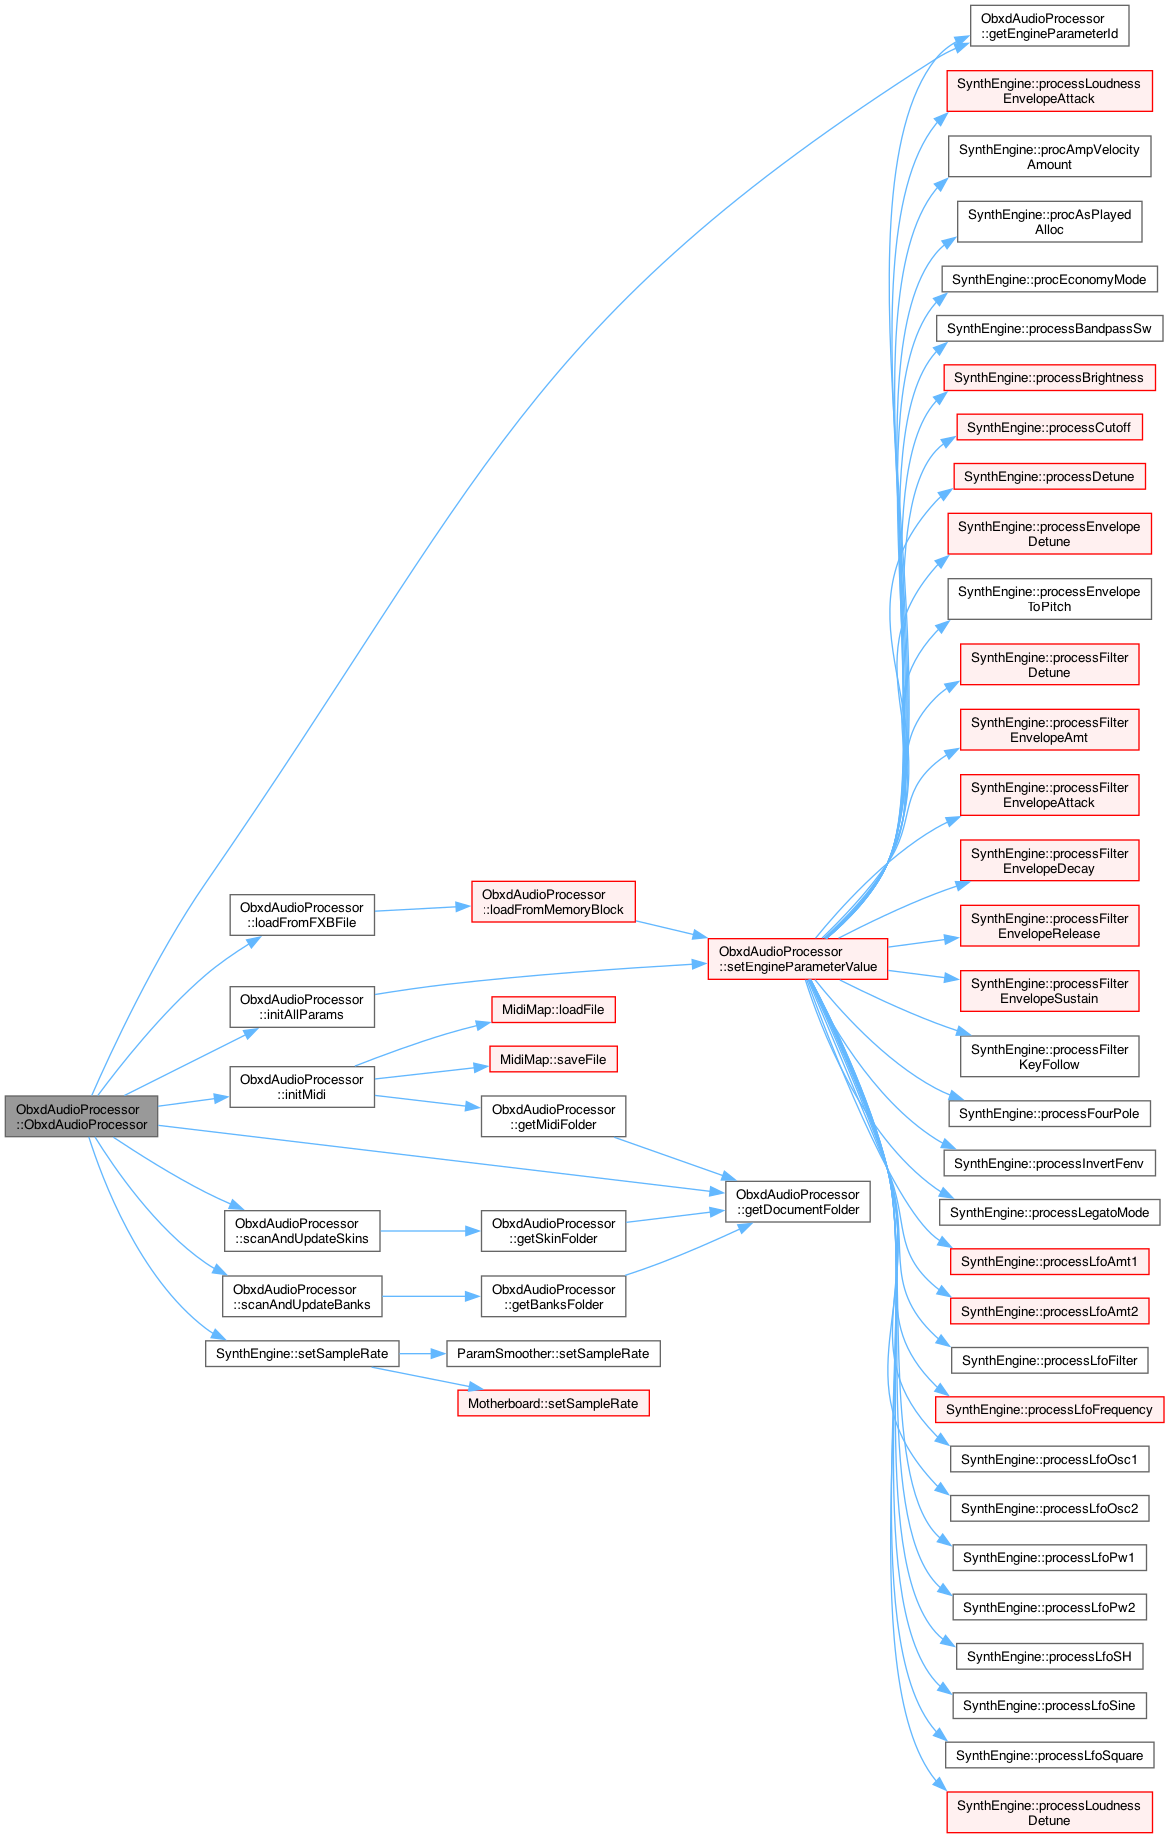 ObxdAudioProcessor
::ObxdAudioProcessor
ObxdAudioProcessor
::loadFromFXBFile
ObxdAudioProcessor
::initAllParams
ObxdAudioProcessor
::initMidi
ObxdAudioProcessor
::scanAndUpdateSkins
ObxdAudioProcessor
::scanAndUpdateBanks
SynthEngine::setSampleRate
ObxdAudioProcessor
::loadFromMemoryBlock
MidiMap::loadFile
MidiMap::saveFile
ObxdAudioProcessor
::getMidiFolder
ObxdAudioProcessor
::getSkinFolder
ObxdAudioProcessor
::getBanksFolder
ParamSmoother::setSampleRate
Motherboard::setSampleRate
ObxdAudioProcessor
::setEngineParameterValue
ObxdAudioProcessor
::getDocumentFolder
ObxdAudioProcessor
::getEngineParameterId
SynthEngine::processLoudness
EnvelopeAttack
SynthEngine::procAmpVelocity
Amount
SynthEngine::procAsPlayed
Alloc
SynthEngine::procEconomyMode
SynthEngine::processBandpassSw
SynthEngine::processBrightness
SynthEngine::processCutoff
SynthEngine::processDetune
SynthEngine::processEnvelope
Detune
SynthEngine::processEnvelope
ToPitch
SynthEngine::processFilter
Detune
SynthEngine::processFilter
EnvelopeAmt
SynthEngine::processFilter
EnvelopeAttack
SynthEngine::processFilter
EnvelopeDecay
SynthEngine::processFilter
EnvelopeRelease
SynthEngine::processFilter
EnvelopeSustain
SynthEngine::processFilter
KeyFollow
SynthEngine::processFourPole
SynthEngine::processInvertFenv
SynthEngine::processLegatoMode
SynthEngine::processLfoAmt1
SynthEngine::processLfoAmt2
SynthEngine::processLfoFilter
SynthEngine::processLfoFrequency
SynthEngine::processLfoOsc1
SynthEngine::processLfoOsc2
SynthEngine::processLfoPw1
SynthEngine::processLfoPw2
SynthEngine::processLfoSH
SynthEngine::processLfoSine
SynthEngine::processLfoSquare
SynthEngine::processLoudness
Detune